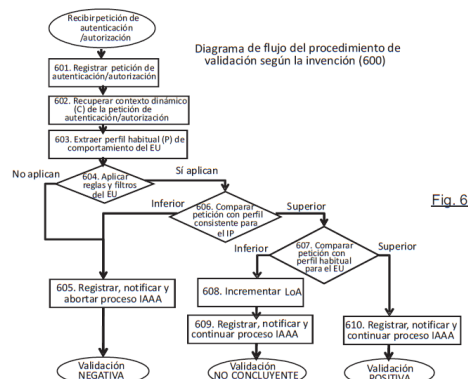 Recibir petición de
autenticación
/autorización
Diagrama de flujo del procedimiento de
validación según la invención (600)
601. Registrar petición de
autenticación/autorización
602. Recuperar contexto dinámico
(C) de la petición de
autenticación/autorización
603. Extraer perfil habitual (P) de
comportamiento del EU
No aplican
Sí aplican
604. Aplicar
reglas y filtros
del EU
Inferior
606. Comparar
petición con perfil
consistente para
el IP
Superior
Fig. 6
Inferior
607. Comparar
petición con
perfil habitual
para el EU
Superior
605. Registrar, notificar y
abortar proceso IAAA
608. Incrementar LoA
609. Registrar, notificar y
continuar proceso IAAA
610. Registrar, notificar y
continuar proceso IAAA
Validación
NEGATIVA
Validación
NO CONCLUYENTE
Validación
POSITIVA